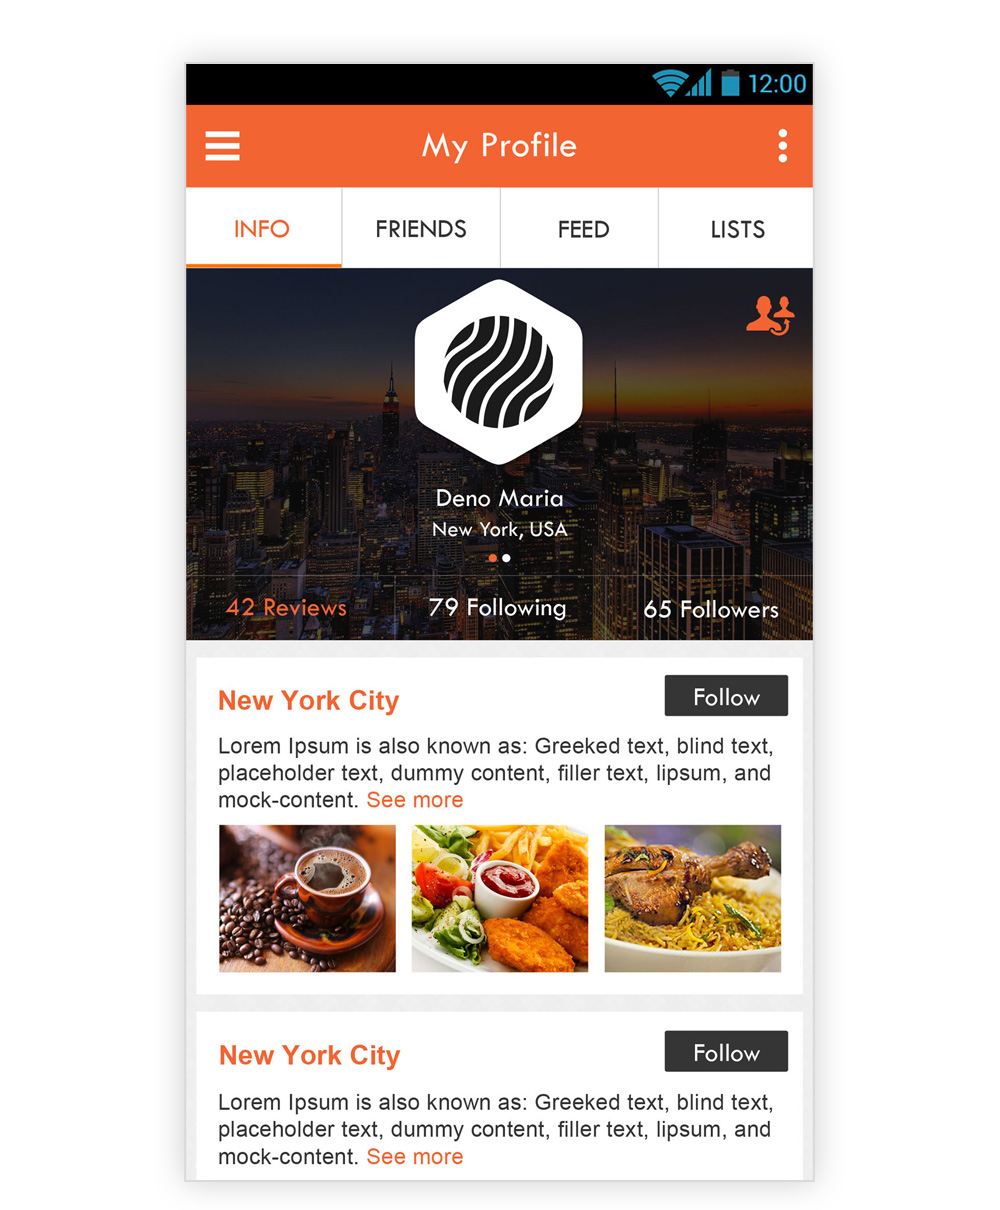 12:00
My Profile
INFO FRIENDS FEED LISTS
Deno Maria
New York, USA
42 Reviews 79 Following 65 Followers
New York City Follow
Lorem Ipsum is also known as: Greeked text, blind text,
placeholder text, dummy content, filler text, lipsum, and
mock-content. See more
New York City Follow
Lorem Ipsum is also known as: Greeked text, blind text,
placeholder text, dummy content, filler text, lipsum, and
mock-content. See more